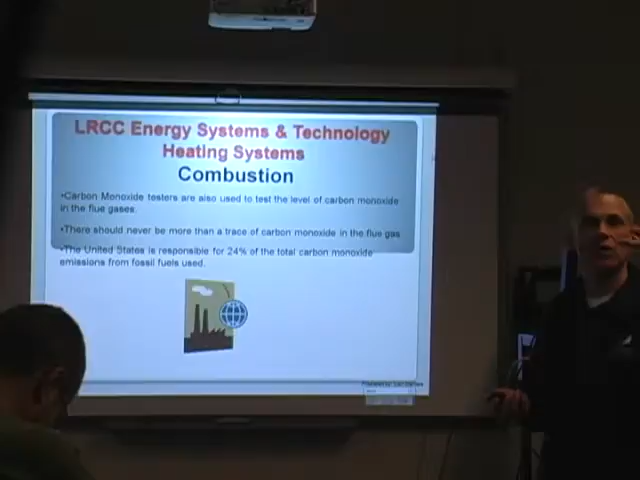 LRCC Energy Systems & Technology
Heating Systems
Combustion
•Carbon Monoxide testers are also used to test the level of carbon monoxide
in the flue gases.
•There should never be more than a trace of carbon monoxide in the flue gas
•The United States is responsible for 24% of the total carbon monoxide
emissions from fossil fuels used.